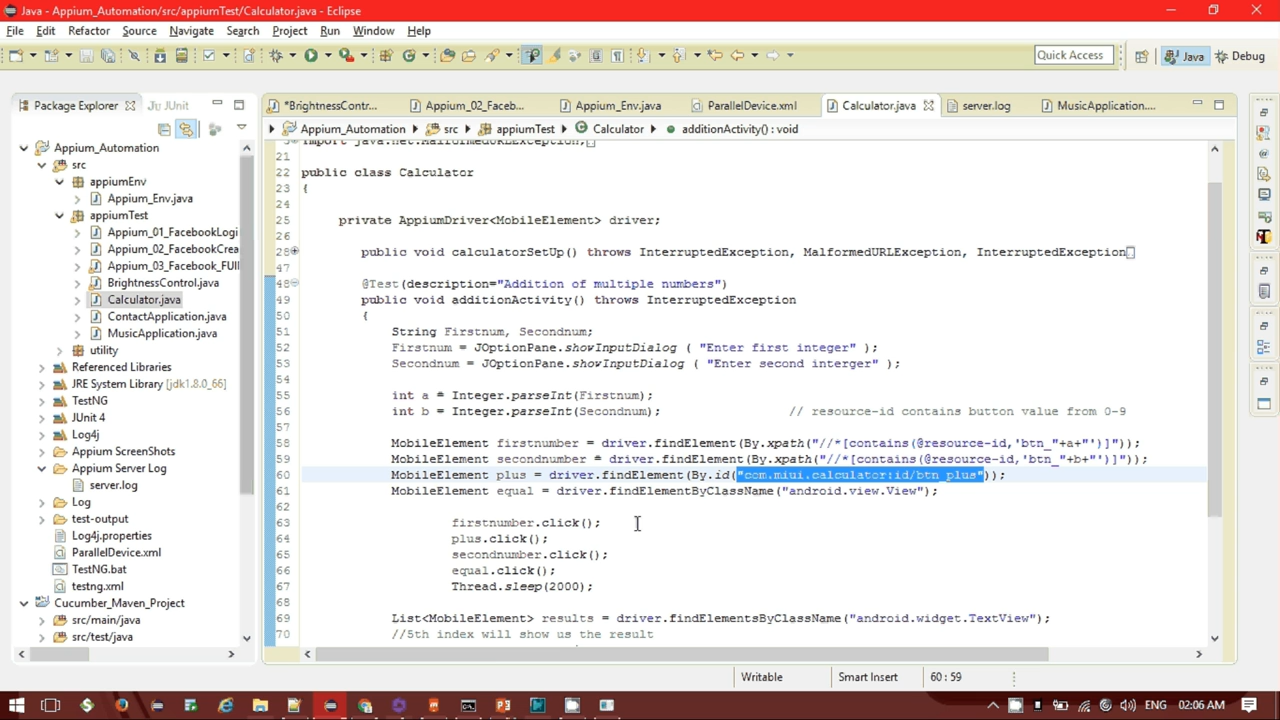 Java - Appium_Automation/src/appiumTest/Calculator.java - Eclipse
File Edit Refactor Source Navigate Search Project Run Window Help
Quick Access Java Debug
Package Explorer JUnit
*BrightnessContr... Appium_02_Faceb... Appium_Env.java ParallelDevice.xml Calculator.java server.log MusicApplication....
Appium_Automation src appiumTest Calculator additionActivity() : void
Appium_Automation
src
appiumEnv
Appium_Env.java
appiumTest
Appium_01_FacebookLogi
Appium_02_FacebookCrea
Appium_03_Facebook_FUll
BrightnessControl.java
Calculator.java
ContactApplication.java
MusicApplication.java
utility
Referenced Libraries
JRE System Library [jdk1.8.0_66]
TestNG
JUnit 4
Log4j
Appium ScreenShots
Appium Server Log
server.log
Log
test-output
Log4j.properties
ParallelDevice.xml
TestNG.bat
testng.xml
Cucumber_Maven_Project
src/main/java
src/test/java
import java.net.MalformedURLException;
21
22 public class Calculator
23 {
24
25 private AppiumDriver<MobileElement> driver;
26
28 public void calculatorSetUp() throws InterruptedException, MalformedURLException, InterruptedException
47
48 @Test(description="Addition of multiple numbers")
49 public void additionActivity() throws InterruptedException
50 {
51 String Firstnum, Secondnum;
52 Firstnum = JOptionPane.showInputDialog ( "Enter first integer" );
53 Secondnum = JOptionPane.showInputDialog ( "Enter second interger" );
54
55 int a = Integer.parseInt(Firstnum);
56 int b = Integer.parseInt(Secondnum); // resource-id contains button value from 0-9
57
58 MobileElement firstnumber = driver.findElement(By.xpath("//*[contains(@resource-id,'btn_"+a+"')]"));
59 MobileElement secondnumber = driver.findElement(By.xpath("//*[contains(@resource-id,'btn_"+b+"')]"));
60 MobileElement plus = driver.findElement(By.id("com.miui.calculator:id/btn_plus"));
61 MobileElement equal = driver.findElementByClassName("android.view.View");
62
63 firstnumber.click();
64 plus.click();
65 secondnumber.click();
66 equal.click();
67 Thread.sleep(2000);
68
69 List<MobileElement> results = driver.findElementsByClassName("android.widget.TextView");
70 //5th index will show us the result
Writable Smart Insert 60 : 59
ENG 02:06 AM